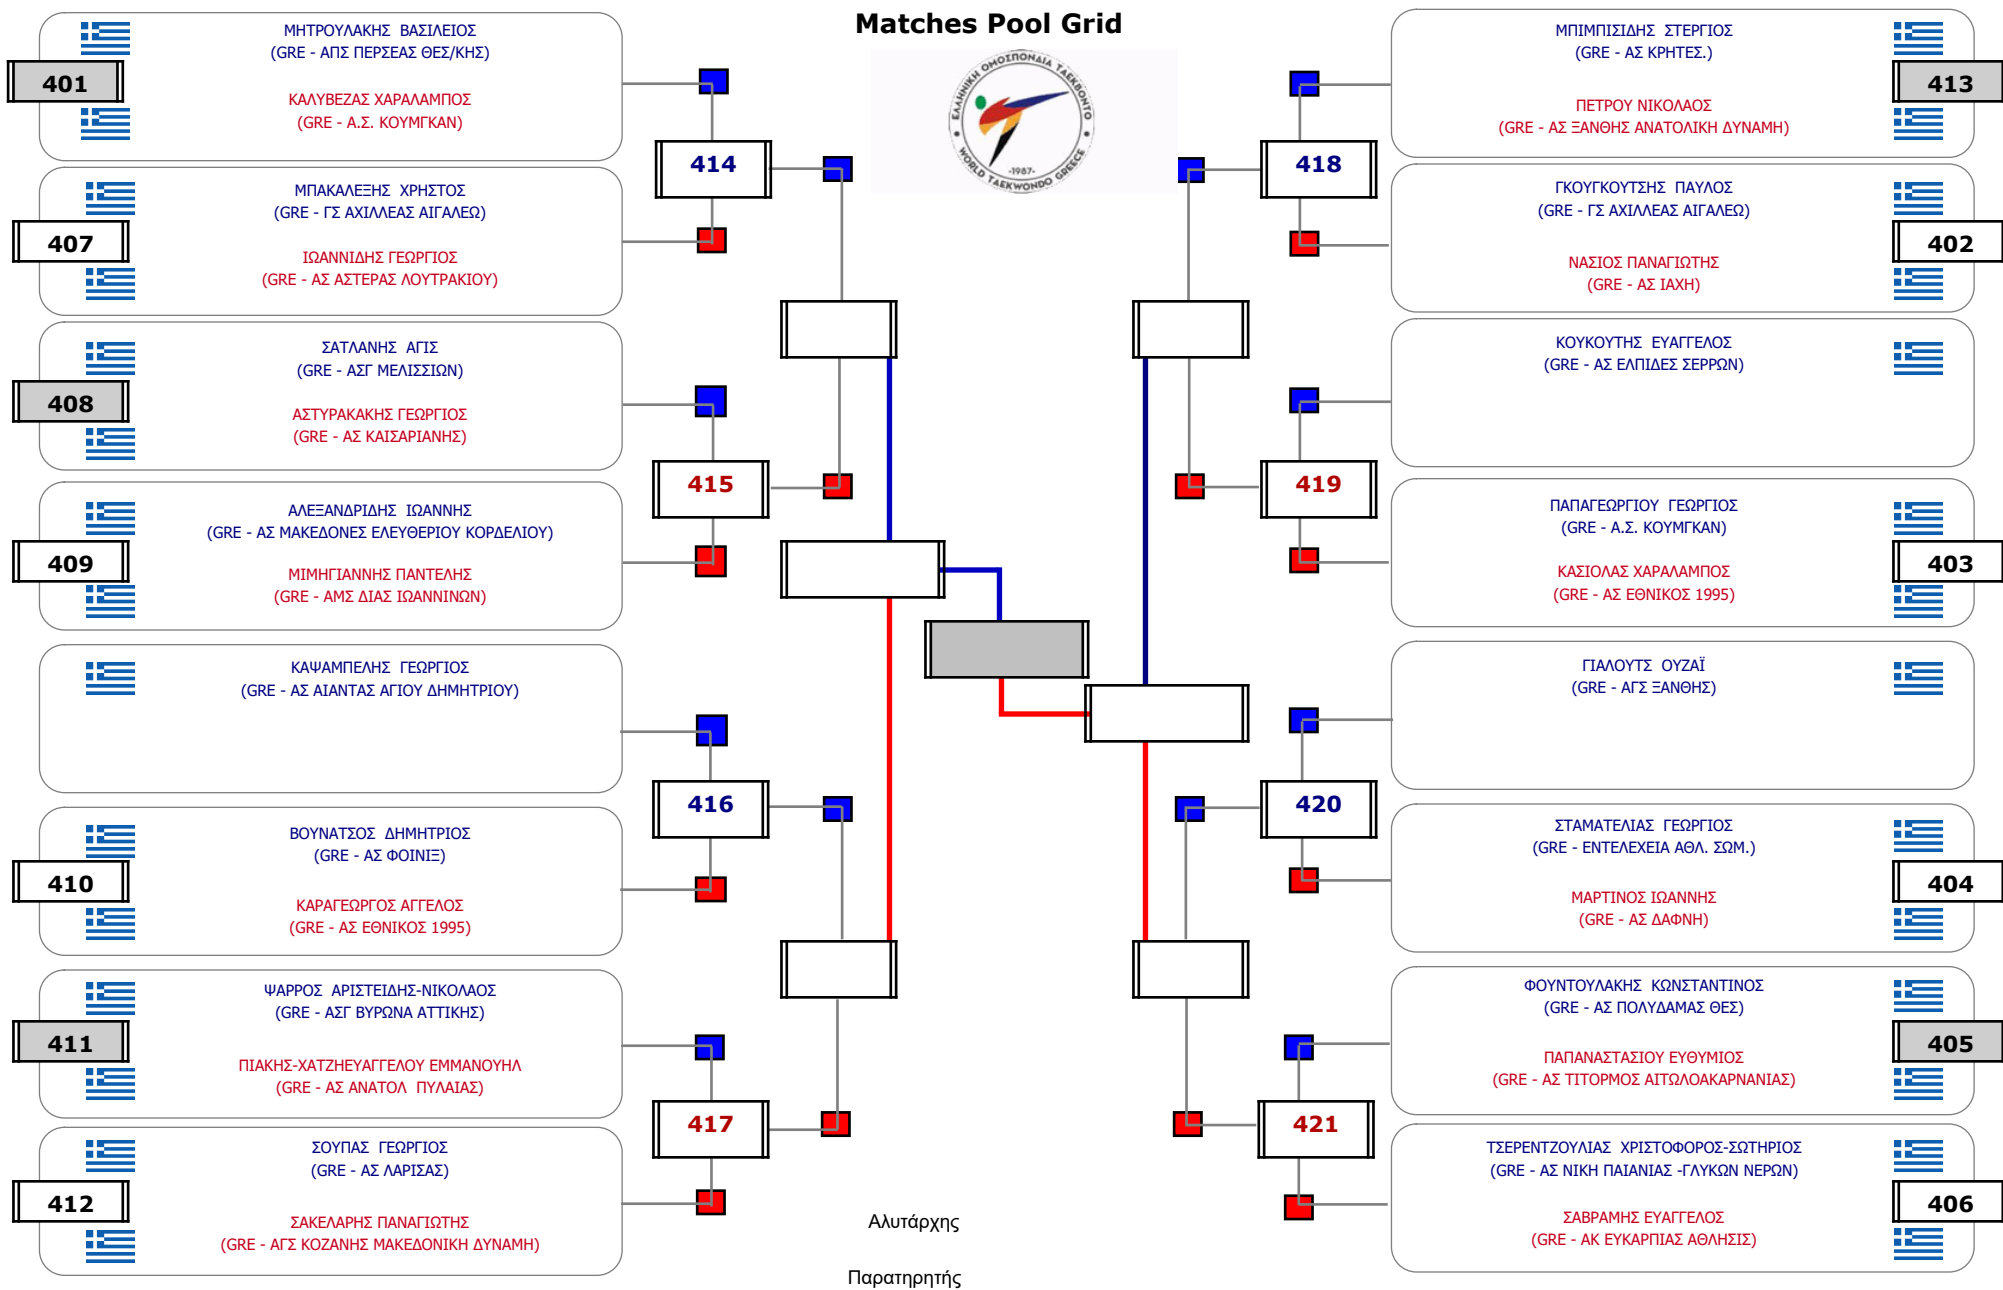 Matches Pool Grid
ΕΛΛΗΝΙΚΗ ΟΜΟΣΠΟΝΔΙΑ ΤΑΕΚΒΟΝΤΟ
-1987-
WORLD TAEKWONDO GREECE
401
ΜΗΤΡΟΥΛΑΚΗΣ ΒΑΣΙΛΕΙΟΣ
(GRE - ΑΠΣ ΠΕΡΣΕΑΣ ΘΕΣ/ΚΗΣ)
ΚΑΛΥΒΕΖΑΣ ΧΑΡΑΛΑΜΠΟΣ
(GRE - Α.Σ. ΚΟΥΜΓΚΑΝ)
407
ΜΠΑΚΑΛΕΞΗΣ ΧΡΗΣΤΟΣ
(GRE - ΓΣ ΑΧΙΛΛΕΑΣ ΑΙΓΑΛΕΩ)
ΙΩΑΝΝΙΔΗΣ ΓΕΩΡΓΙΟΣ
(GRE - ΑΣ ΑΣΤΕΡΑΣ ΛΟΥΤΡΑΚΙΟΥ)
408
ΣΑΤΛΑΝΗΣ ΑΓΙΣ
(GRE - ΑΣΓ ΜΕΛΙΣΣΙΩΝ)
ΑΣΤΥΡΑΚΑΚΗΣ ΓΕΩΡΓΙΟΣ
(GRE - ΑΣ ΚΑΙΣΑΡΙΑΝΗΣ)
409
ΑΛΕΞΑΝΔΡΙΔΗΣ ΙΩΑΝΝΗΣ
(GRE - ΑΣ ΜΑΚΕΔΟΝΕΣ ΕΛΕΥΘΕΡΙΟΥ ΚΟΡΔΕΛΙΟΥ)
ΜΙΜΗΓΙΑΝΝΗΣ ΠΑΝΤΕΛΗΣ
(GRE - ΑΜΣ ΔΙΑΣ ΙΩΑΝΝΙΝΩΝ)
ΚΑΨΑΜΠΕΛΗΣ ΓΕΩΡΓΙΟΣ
(GRE - ΑΣ ΑΙΑΝΤΑΣ ΑΓΙΟΥ ΔΗΜΗΤΡΙΟΥ)
410
ΒΟΥΝΑΤΣΟΣ ΔΗΜΗΤΡΙΟΣ
(GRE - ΑΣ ΦΟΙΝΙΞ)
ΚΑΡΑΓΕΩΡΓΟΣ ΑΓΓΕΛΟΣ
(GRE - ΑΣ ΕΘΝΙΚΟΣ 1995)
411
ΨΑΡΡΟΣ ΑΡΙΣΤΕΙΔΗΣ-ΝΙΚΟΛΑΟΣ
(GRE - ΑΣΓ ΒΥΡΩΝΑ ΑΤΤΙΚΗΣ)
ΠΙΑΚΗΣ-ΧΑΤΖΗΕΥΑΓΓΕΛΟΥ ΕΜΜΑΝΟΥΗΛ
(GRE - ΑΣ ΑΝΑΤΟΛ ΠΥΛΑΙΑΣ)
412
ΣΟΥΠΑΣ ΓΕΩΡΓΙΟΣ
(GRE - ΑΣ ΛΑΡΙΣΑΣ)
ΣΑΚΕΛΑΡΗΣ ΠΑΝΑΓΙΩΤΗΣ
(GRE - ΑΓΣ ΚΟΖΑΝΗΣ ΜΑΚΕΔΟΝΙΚΗ ΔΥΝΑΜΗ)
414
415
416
417
418
419
420
421
ΜΠΙΜΠΙΣΙΔΗΣ ΣΤΕΡΓΙΟΣ
(GRE - ΑΣ ΚΡΗΤΕΣ.)
413
ΠΕΤΡΟΥ ΝΙΚΟΛΑΟΣ
(GRE - ΑΣ ΞΑΝΘΗΣ ΑΝΑΤΟΛΙΚΗ ΔΥΝΑΜΗ)
ΓΚΟΥΓΚΟΥΤΣΗΣ ΠΑΥΛΟΣ
(GRE - ΓΣ ΑΧΙΛΛΕΑΣ ΑΙΓΑΛΕΩ)
402
ΝΑΣΙΟΣ ΠΑΝΑΓΙΩΤΗΣ
(GRE - ΑΣ ΙΑΧΗ)
ΚΟΥΚΟΥΤΗΣ ΕΥΑΓΓΕΛΟΣ
(GRE - ΑΣ ΕΛΠΙΔΕΣ ΣΕΡΡΩΝ)
ΠΑΠΑΓΕΩΡΓΙΟΥ ΓΕΩΡΓΙΟΣ
(GRE - Α.Σ. ΚΟΥΜΓΚΑΝ)
403
ΚΑΣΙΟΛΑΣ ΧΑΡΑΛΑΜΠΟΣ
(GRE - ΑΣ ΕΘΝΙΚΟΣ 1995)
ΓΙΑΛΟΥΤΣ ΟΥΖΑΪ
(GRE - ΑΓΣ ΞΑΝΘΗΣ)
ΣΤΑΜΑΤΕΛΙΑΣ ΓΕΩΡΓΙΟΣ
(GRE - ΕΝΤΕΛΕΧΕΙΑ ΑΘΛ. ΣΩΜ.)
404
ΜΑΡΤΙΝΟΣ ΙΩΑΝΝΗΣ
(GRE - ΑΣ ΔΑΦΝΗ)
ΦΟΥΝΤΟΥΛΑΚΗΣ ΚΩΝΣΤΑΝΤΙΝΟΣ
(GRE - ΑΣ ΠΟΛΥΔΑΜΑΣ ΘΕΣ)
405
ΠΑΠΑΝΑΣΤΑΣΙΟΥ ΕΥΘΥΜΙΟΣ
(GRE - ΑΣ ΤΙΤΟΡΜΟΣ ΑΙΤΩΛΟΑΚΑΡΝΑΝΙΑΣ)
ΤΣΕΡΕΝΤΖΟΥΛΙΑΣ ΧΡΙΣΤΟΦΟΡΟΣ-ΣΩΤΗΡΙΟΣ
(GRE - ΑΣ ΝΙΚΗ ΠΑΙΑΝΙΑΣ -ΓΛΥΚΩΝ ΝΕΡΩΝ)
406
ΣΑΒΡΑΜΗΣ ΕΥΑΓΓΕΛΟΣ
(GRE - ΑΚ ΕΥΚΑΡΠΙΑΣ ΑΘΛΗΣΙΣ)
Αλυτάρχης
Παρατηρητής